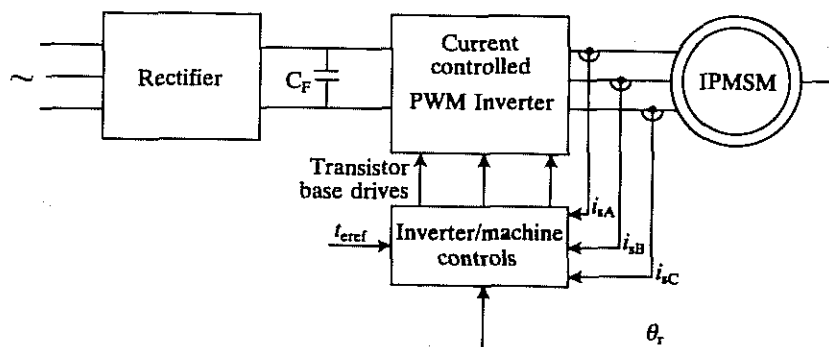 Rectifier
C_F
Current
controlled
PWM Inverter
IPMSM
Transistor
base drives
i_sA
t_eref
Inverter/machine
controls
i_sB
i_sC
θ_r